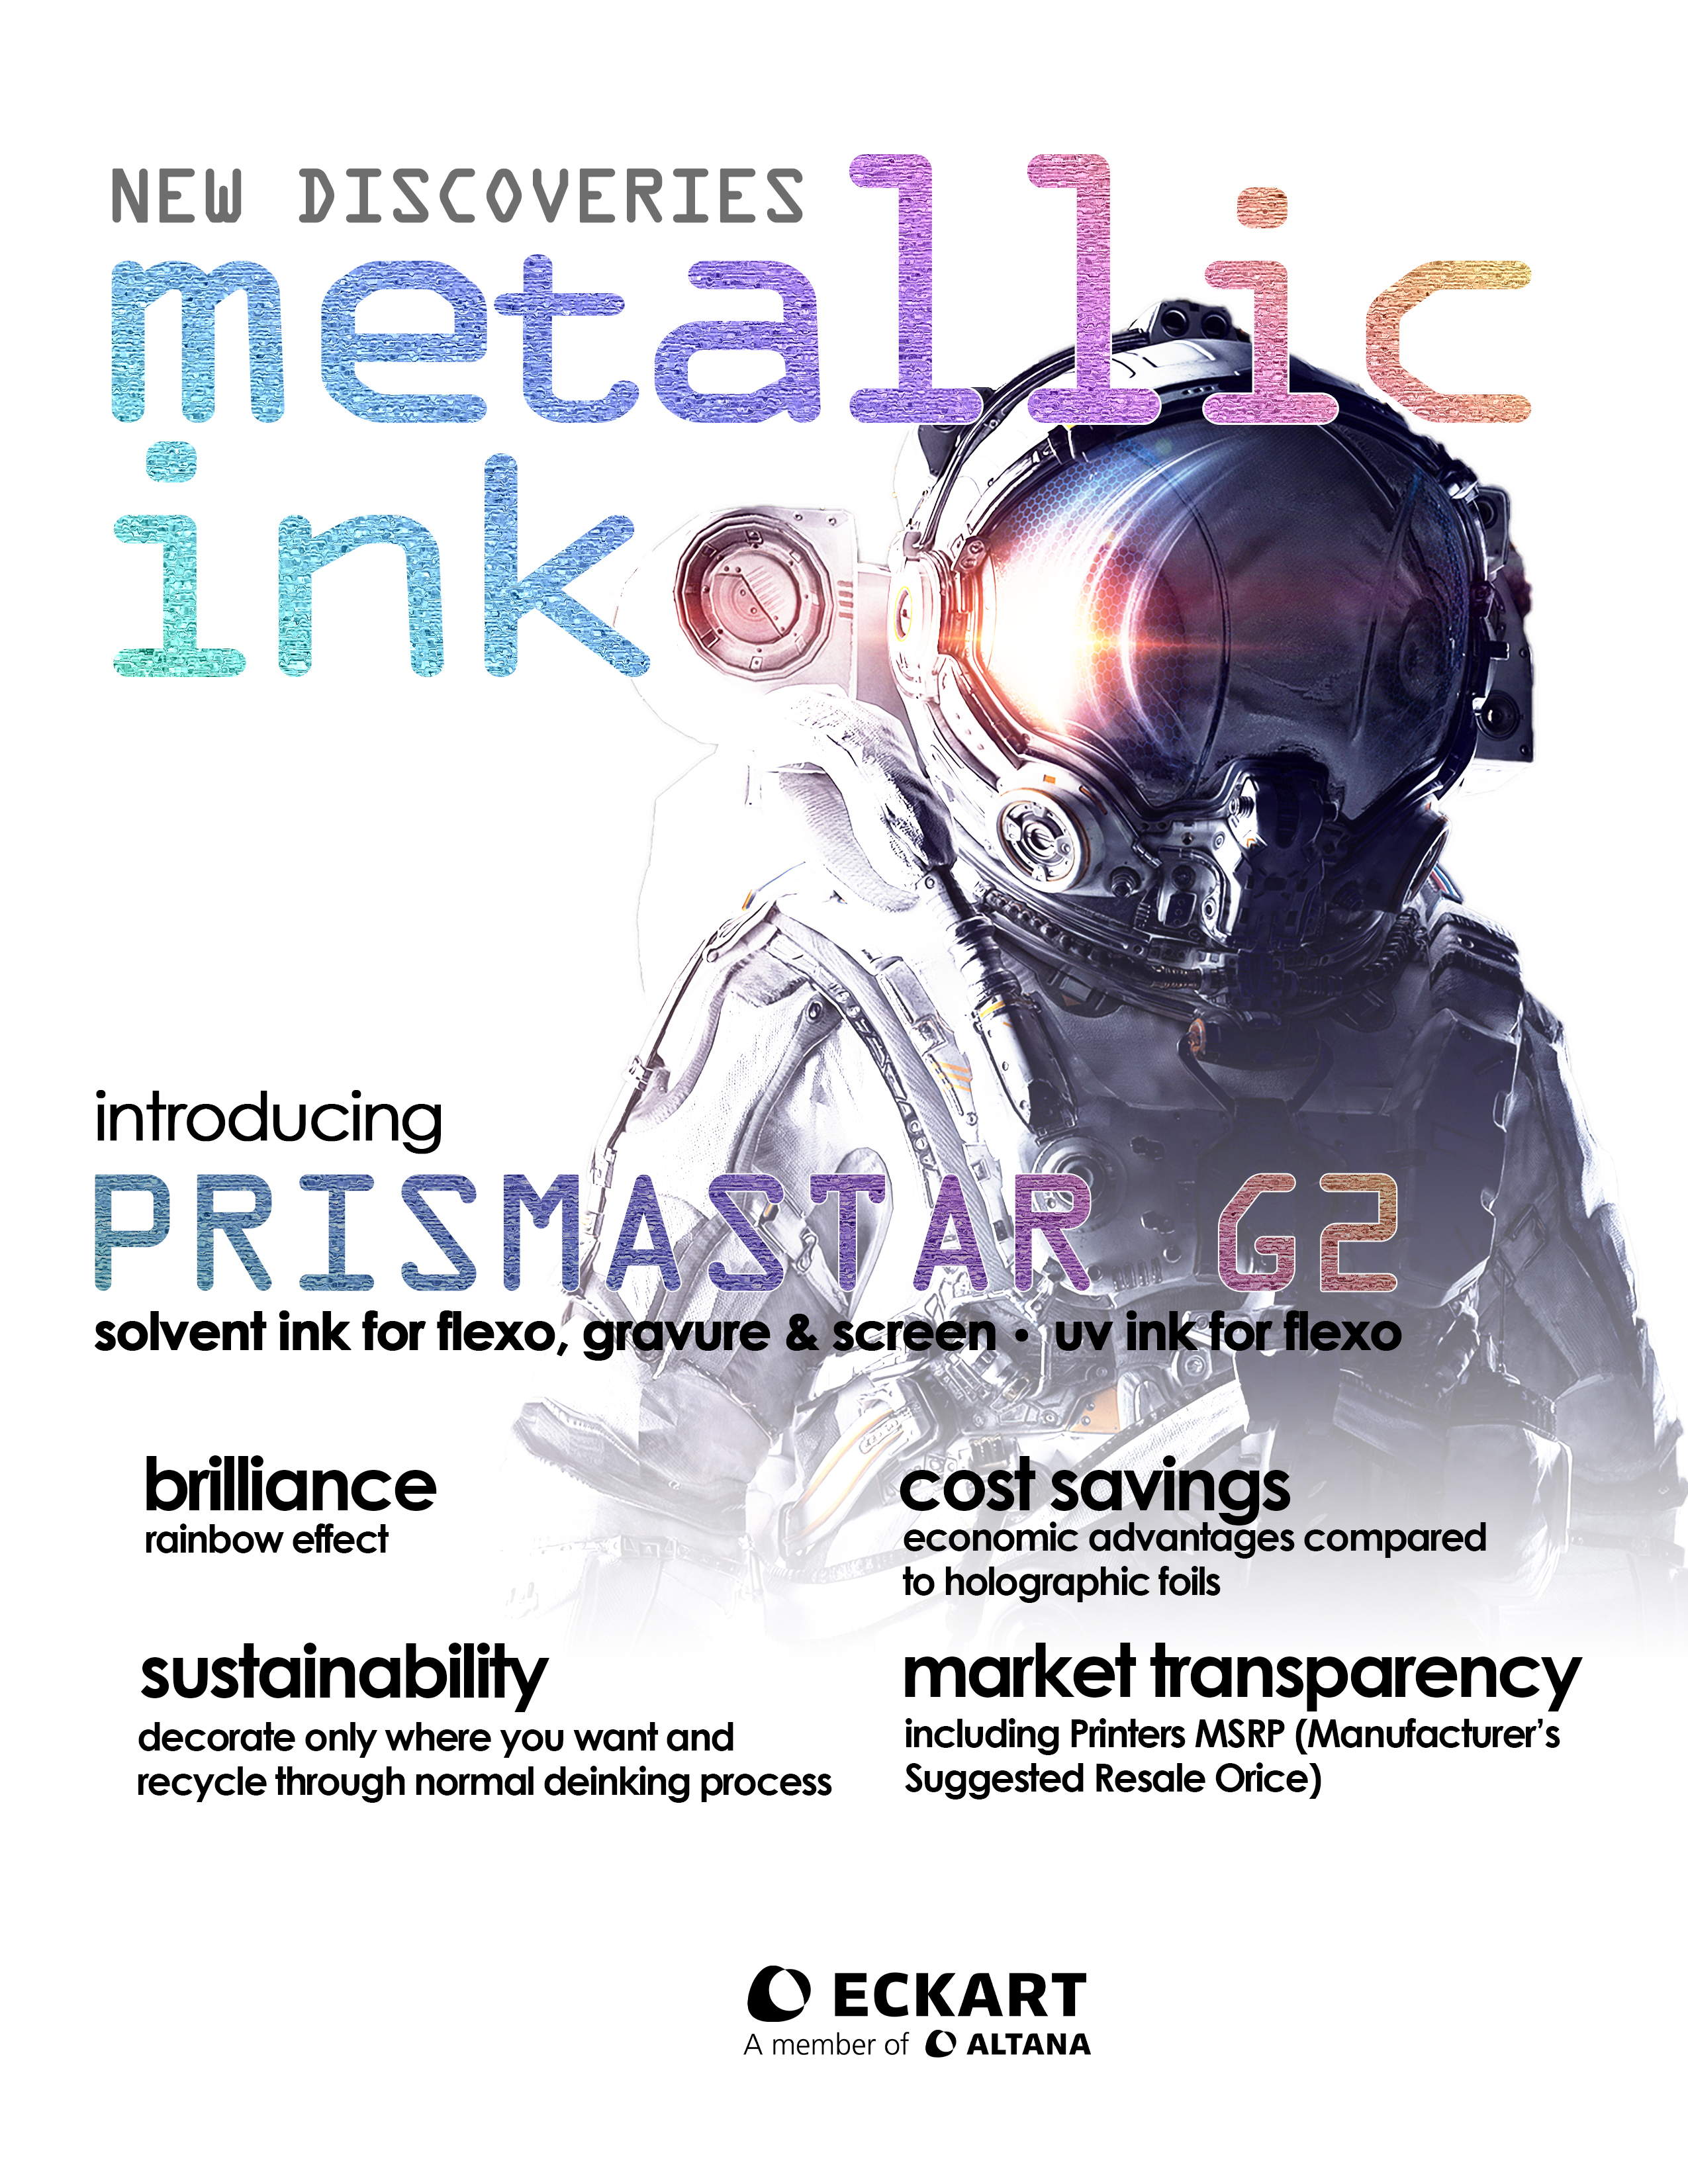 NEW DISCOVERIES
metallic
ink
introducing
PRISMASTAR G2
solvent ink for flexo, gravure & screen • uv ink for flexo
brilliance
rainbow effect
cost savings
economic advantages compared
to holographic foils
sustainability
decorate only where you want and
recycle through normal deinking process
market transparency
including Printers MSRP (Manufacturer’s
Suggested Resale Orice)
ECKART
A member of ALTANA